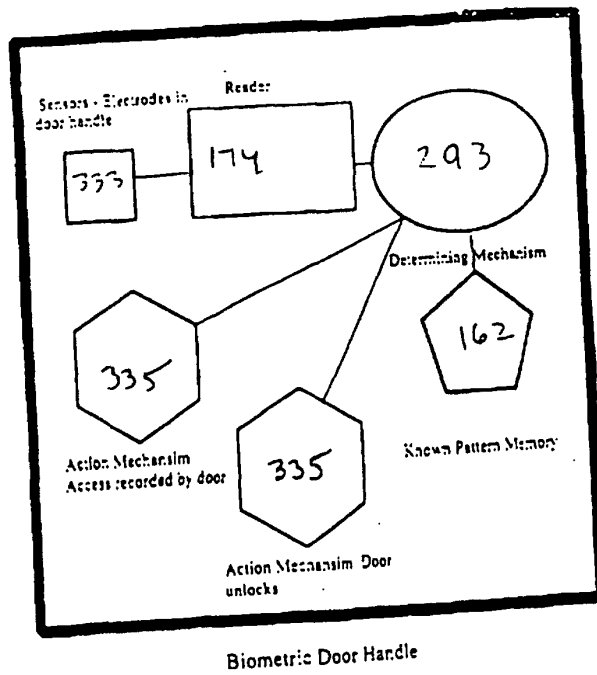 Sensors - Electrodes in
door handle
Reader
333
174
293
Determining Mechanism
335
162
335
Known Pattern Memory
Action Mechansim
Access recorded by door
Action Mechansim Door
unlocks
Biometric Door Handle